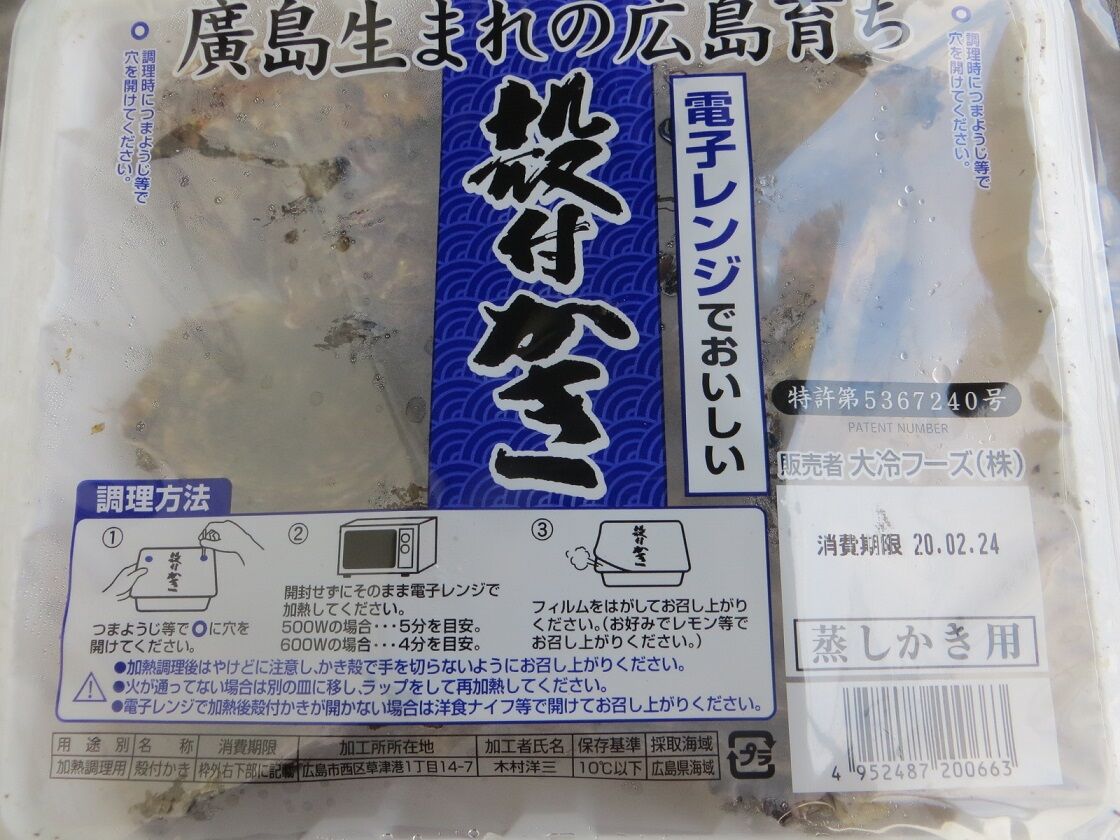 廣島生まれの広島育ち
調理時につまようじ等で
穴を開けてください。
殻付かき
電子レンジでおいしい
調理時につまようじ等で
穴を開けてください。
特許第5367240号
PATENT NUMBER
販売者 大冷フーズ(株)
消費期限 20.02.24
蒸しかき用
4 952487 200663
調理方法
①
殻付かき
つまようじ等で◎に穴を
開けてください。
②
開封せずにそのまま電子レンジで
加熱してください。
500Wの場合・・・5分を目安。
600Wの場合・・・4分を目安。
③
殻付かき
フィルムをはがしてお召し上がり
ください。(お好みでレモン等で
お召し上がりください。)
●加熱調理後はやけどに注意し、かき殻で手を切らないようにお召し上がりください。
●火が通ってない場合は別の皿に移し、ラップをして再加熱してください。
●電子レンジで加熱後殻付かきが開かない場合は洋食ナイフ等で開けてお召し上がりください。
用途別 名称 消費期限 加工所所在地 加工者氏名 保存基準 採取海域
加熱調理用 殻付かき 枠外右下部に記載 広島市西区草津港1丁目14-7 木村洋三 10℃以下 広島県海域
プラ